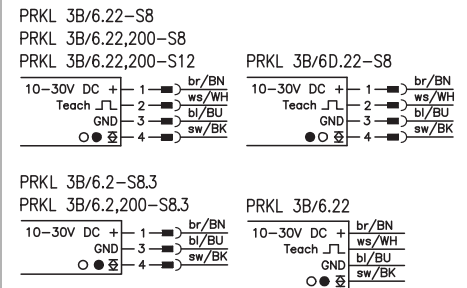 PRKL 3B/6.22-S8
PRKL 3B/6.22,200-S8
PRKL 3B/6.22,200-S12
10-30V DC + 1 br/BN
Teach 2 ws/WH
GND 3 bl/BU
4 sw/BK
PRKL 3B/6D.22-S8
10-30V DC + 1 br/BN
Teach 2 ws/WH
GND 3 bl/BU
4 sw/BK
PRKL 3B/6.2-S8.3
PRKL 3B/6.2,200-S8.3
10-30V DC + 1 br/BN
GND 3 bl/BU
4 sw/BK
PRKL 3B/6.22
10-30V DC + br/BN
Teach ws/WH
GND bl/BU
sw/BK